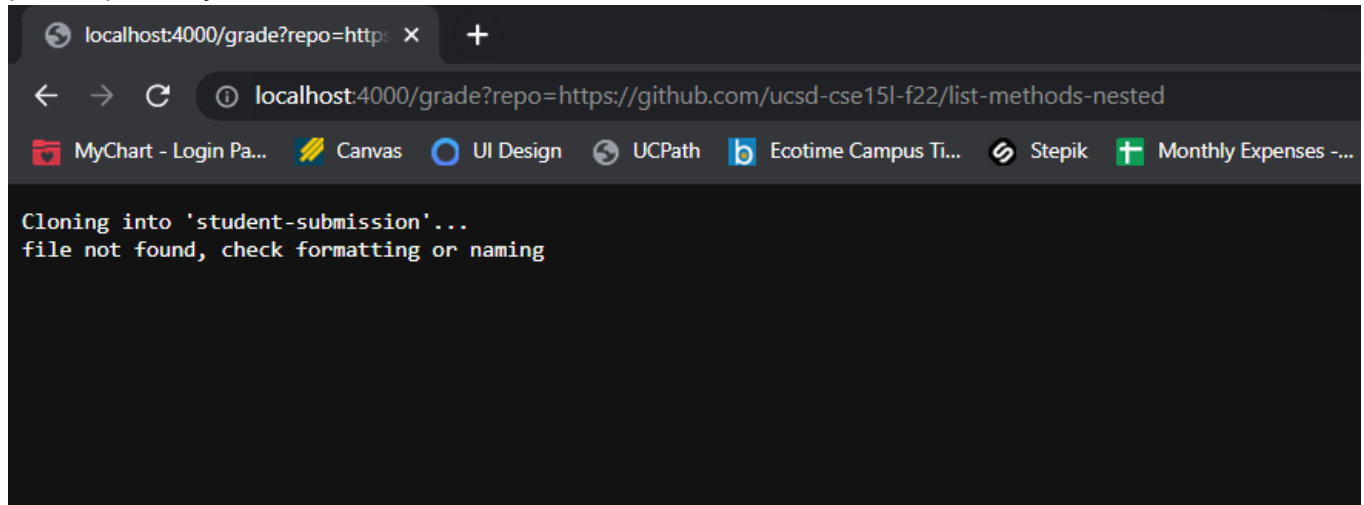 localhost:4000/grade?repo=https
localhost:4000/grade?repo=https://github.com/ucsd-cse15l-f22/list-methods-nested
MyChart - Login Pa... Canvas UI Design UCPath Ecotime Campus Ti... Stepik Monthly Expenses -...
Cloning into 'student-submission'...
file not found, check formatting or naming